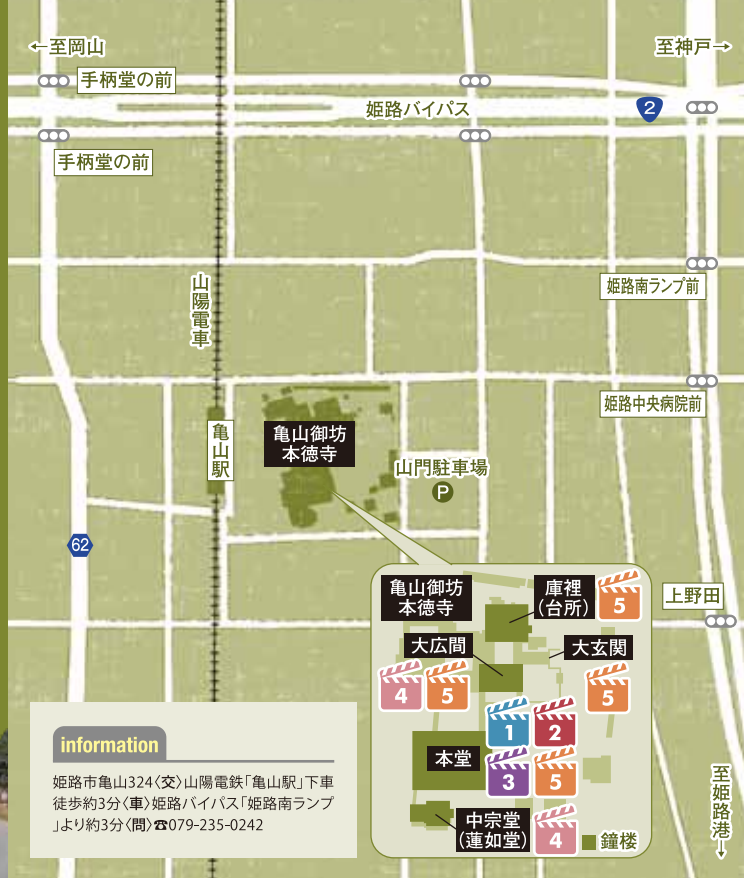 ←至岡山
至神戸→
手柄堂の前
姫路バイパス
2
手柄堂の前
山陽電車
姫路南ランプ前
姫路中央病院前
亀山駅
亀山御坊
本徳寺
山門駐車場
P
62
上野田
亀山御坊
本徳寺
庫裡
(台所)
5
大広間
大玄関
4
5
5
1
2
本堂
3
5
中宗堂
(蓮如堂)
4
鐘楼
至姫路港→
information
姫路市亀山324〈交〉山陽電鉄「亀山駅」下車
徒歩約3分〈車〉姫路バイパス「姫路南ランプ
」より約3分〈問〉☎079-235-0242